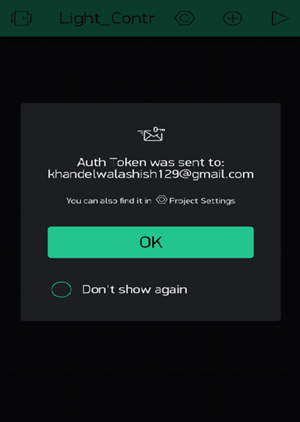 Light_Contr
Auth Token was sent to:
khandelwalashish129@gmail.com
You can also find it in Project Settings
OK
Don't show again